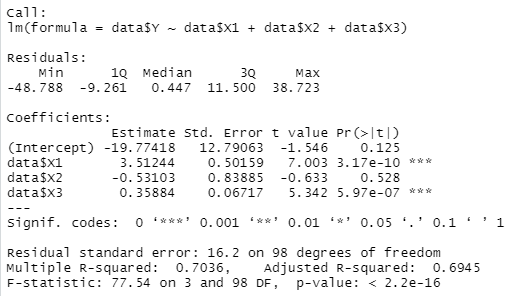 Call:
lm(formula = data$Y ~ data$X1 + data$X2 + data$X3)
Residuals:
Min 1Q Median 3Q Max
-48.788 -9.261 0.447 11.500 38.723
Coefficients:
Estimate Std. Error t value Pr(>|t|)
(Intercept) -19.77418 12.79063 -1.546 0.125
data$X1 3.51244 0.50159 7.003 3.17e-10 ***
data$X2 -0.53103 0.83885 -0.633 0.528
data$X3 0.35884 0.06717 5.342 5.97e-07 ***
---
Signif. codes: 0 ‘***’ 0.001 ‘**’ 0.01 ‘*’ 0.05 ‘.’ 0.1 ‘ ’ 1
Residual standard error: 16.2 on 98 degrees of freedom
Multiple R-squared: 0.7036, Adjusted R-squared: 0.6945
F-statistic: 77.54 on 3 and 98 DF, p-value: < 2.2e-16